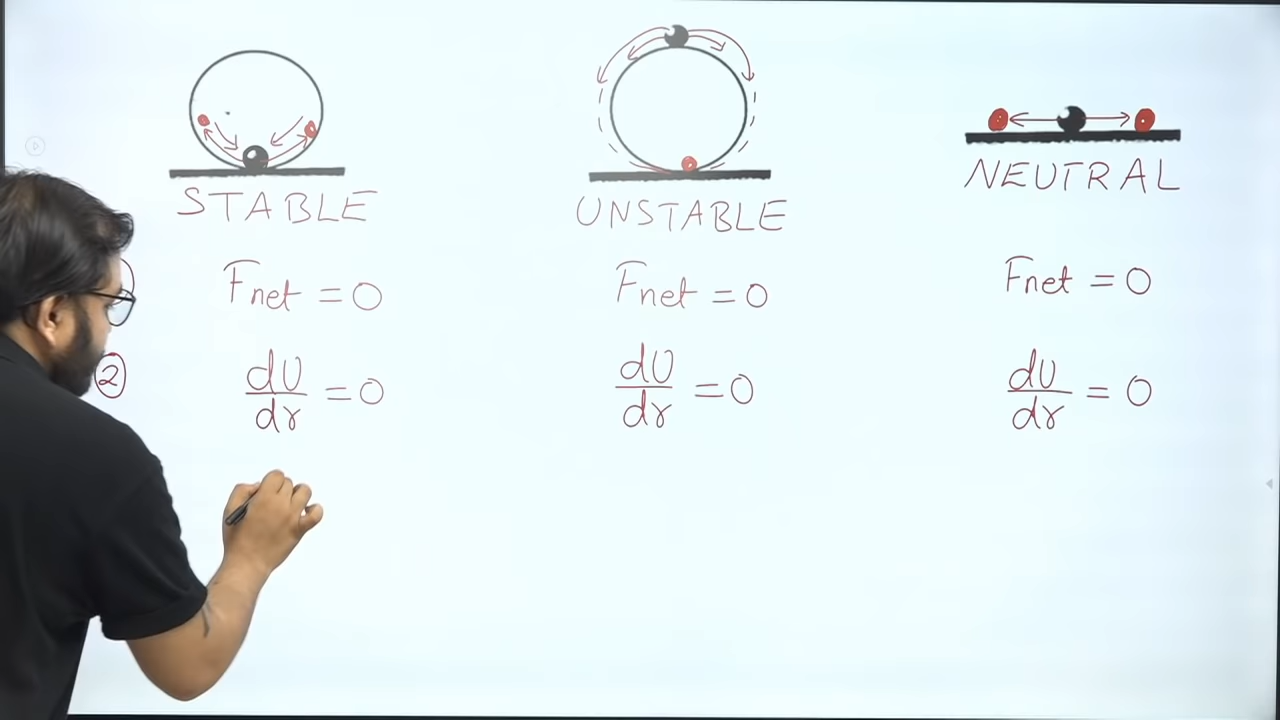 STABLE UNSTABLE NEUTRAL
Fnet = 0 Fnet = 0 Fnet = 0
② dU/dr = 0 dU/dr = 0 dU/dr = 0